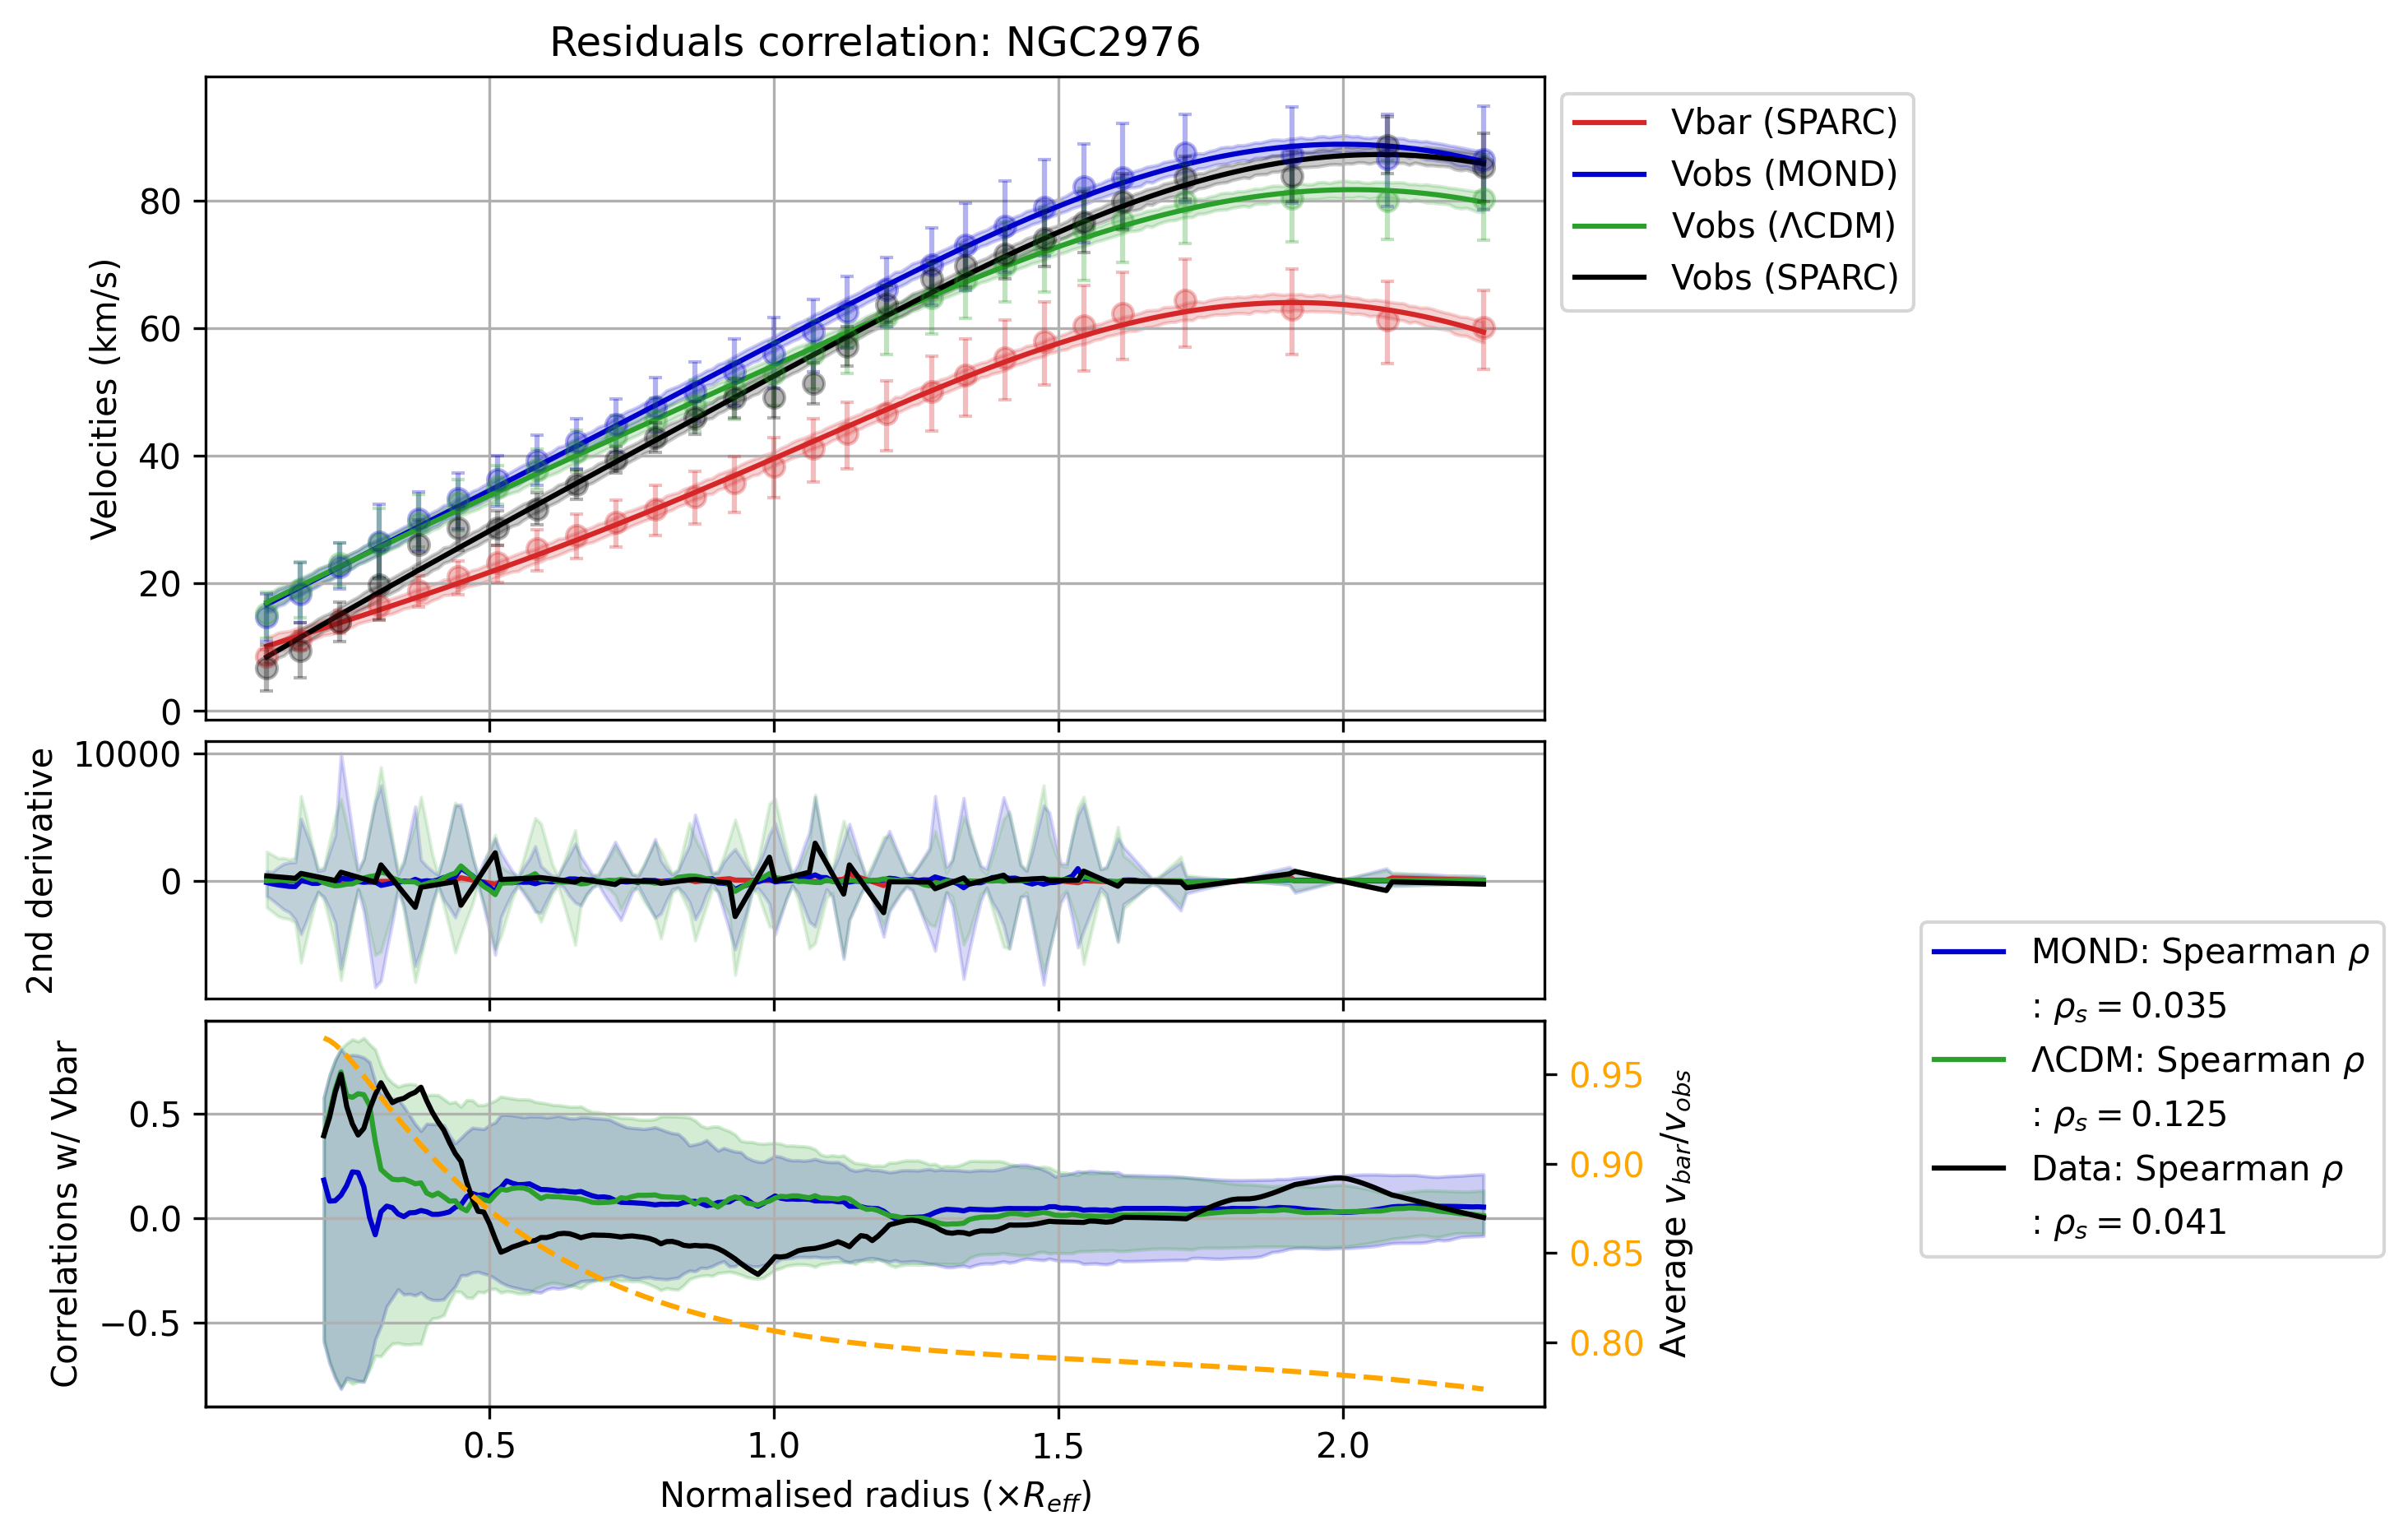 Residuals correlation: NGC2976
Velocities (km/s)
80
60
40
20
0
Vbar (SPARC)
Vobs (MOND)
Vobs (ΛCDM)
Vobs (SPARC)
2nd derivative
10000
0
Correlations w/ Vbar
0.5
0.0
−0.5
0.95
0.90
0.85
0.80
Average v_bar/v_obs
MOND: Spearman ρ
: ρ_s = 0.035
ΛCDM: Spearman ρ
: ρ_s = 0.125
Data: Spearman ρ
: ρ_s = 0.041
0.5 1.0 1.5 2.0
Normalised radius (×R_eff)